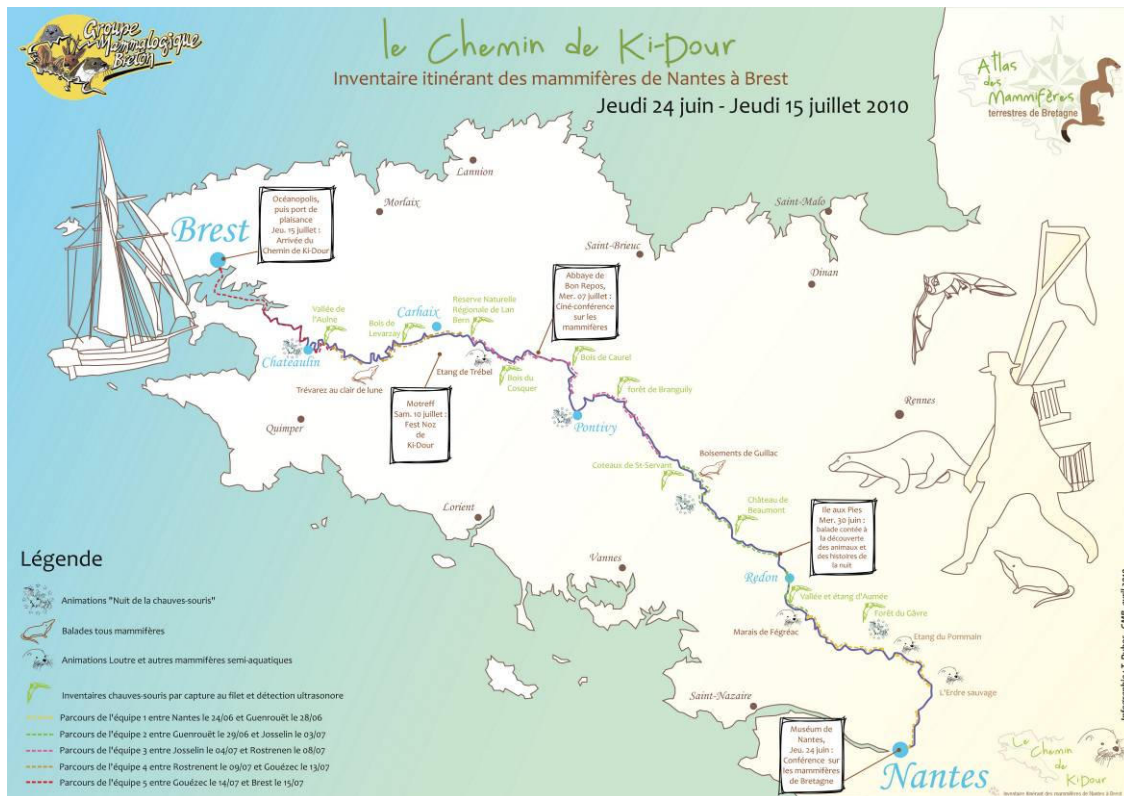 Groupe
Mammalogique
Breton
le Chemin de Ki-Dour
Inventaire itinérant des mammifères de Nantes à Brest
Jeudi 24 juin - Jeudi 15 juillet 2010
Atlas
des
Mammifères
terrestres de Bretagne
Lannion
Morlaix
Saint-Malo
Saint-Brieuc
Dinan
Brest
Océanopolis,
puis port de
plaisance
Jeu. 15 juillet :
Arrivée du
Chemin de Ki-Dour
Abbaye de
Bon Repos,
Mer. 07 juillet :
Ciné-conférence
sur les
mammifères
Vallée de
l'Aulne
Bois de
Levarzay
Carhaix
Reserve Naturelle
Régionale de Lan
Bern
Chateaulin
Trévarez au clair de lune
Etang de Trébel
Bois du
Cosquer
Bois de Caurel
forêt de Branguily
Motreff
Sam. 10 juillet :
Fest Noz
de
Ki-Dour
Quimper
Pontivy
Rennes
Boisements de Guillac
Coteaux de St-Servant
Lorient
Château de
Beaumont
Ile aux Pies
Mer. 30 juin :
balade contée à
la découverte
des animaux et
des histoires de
la nuit
Vannes
Redon
Vallée et étang d'Aumée
Forêt du Gâvre
Marais de Fégréac
Etang du Pommain
L'Erdre sauvage
Saint-Nazaire
Muséum de
Nantes,
Jeu. 24 juin :
Conférence sur
les mammifères
de Bretagne
Nantes
Légende
Animations "Nuit de la chauves-souris"
Balades tous mammifères
Animations Loutre et autres mammifères semi-aquatiques
Inventaires chauves-souris par capture au filet et détection ultrasonore
Parcours de l'équipe 1 entre Nantes le 24/06 et Guenrouët le 28/06
Parcours de l'équipe 2 entre Guenrouët le 29/06 et Josselin le 03/07
Parcours de l'équipe 3 entre Josselin le 04/07 et Rostrenen le 08/07
Parcours de l'équipe 4 entre Rostrenent le 09/07 et Gouézec le 13/07
Parcours de l'équipe 5 entre Gouézec le 14/07 et Brest le 15/07
Le
Chemin
de
Ki-Dour
Inventaire itinérant des mammifères de Nantes à Brest